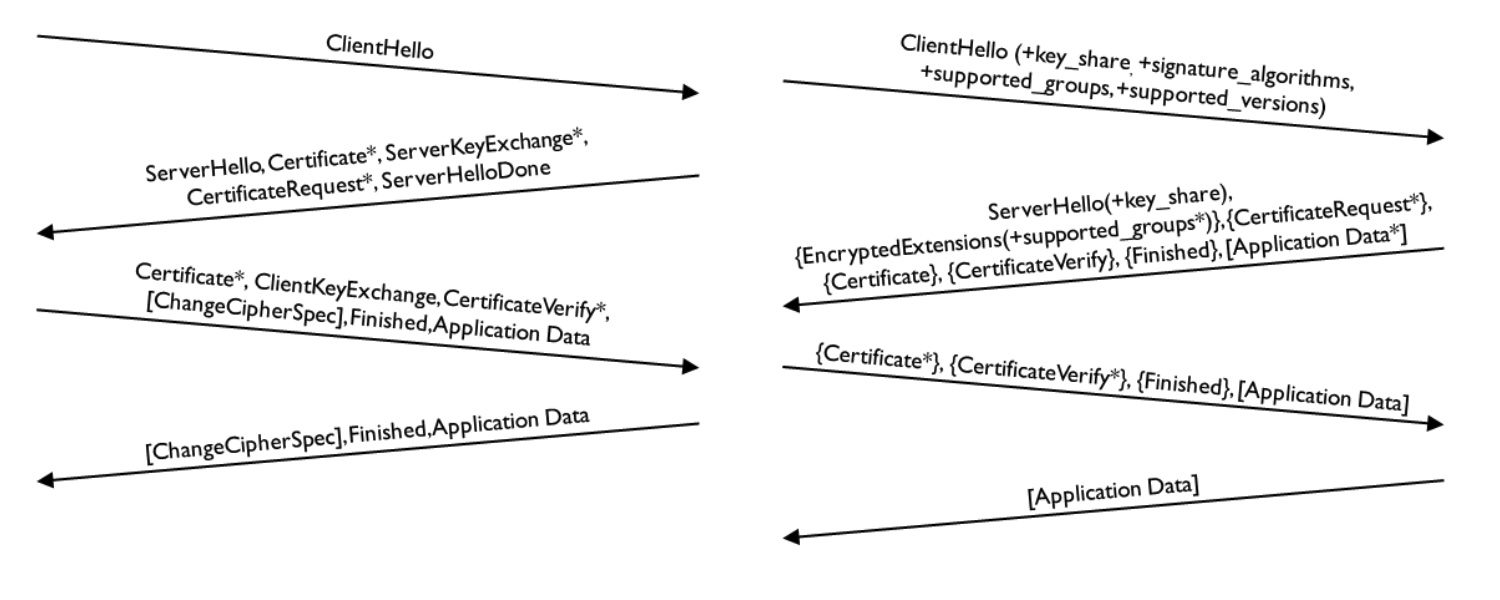 ClientHello
ServerHello, Certificate*, ServerKeyExchange*,
CertificateRequest*, ServerHelloDone
Certificate*, ClientKeyExchange, CertificateVerify*,
[ChangeCipherSpec], Finished, Application Data
[ChangeCipherSpec], Finished, Application Data
ClientHello (+key_share, +signature_algorithms,
+supported_groups, +supported_versions)
ServerHello(+key_share),
{EncryptedExtensions(+supported_groups*)},{CertificateRequest*},
{Certificate}, {CertificateVerify}, {Finished}, [Application Data*]
{Certificate*}, {CertificateVerify*}, {Finished}, [Application Data]
[Application Data]